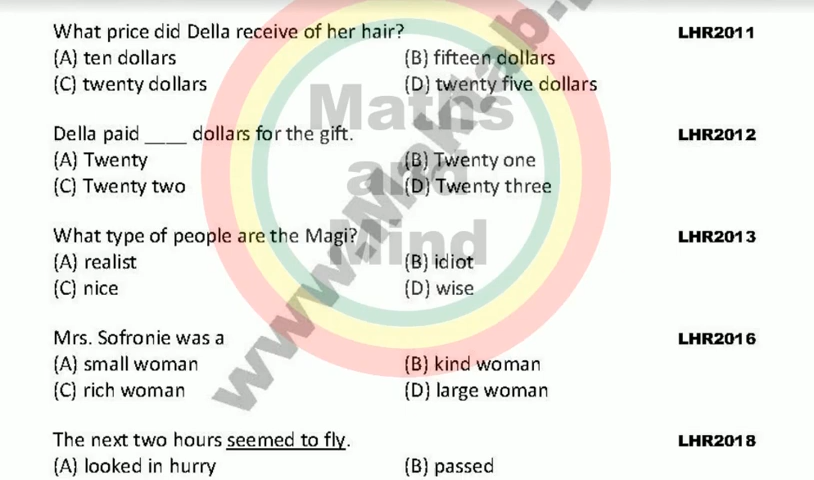 What price did Della receive of her hair? LHR2011
(A) ten dollars (B) fifteen dollars
(C) twenty dollars (D) twenty five dollars
Della paid ____ dollars for the gift. LHR2012
(A) Twenty (B) Twenty one
(C) Twenty two (D) Twenty three
What type of people are the Magi? LHR2013
(A) realist (B) idiot
(C) nice (D) wise
Mrs. Sofronie was a LHR2016
(A) small woman (B) kind woman
(C) rich woman (D) large woman
The next two hours seemed to fly. LHR2018
(A) looked in hurry (B) passed
Maths
and
Mind